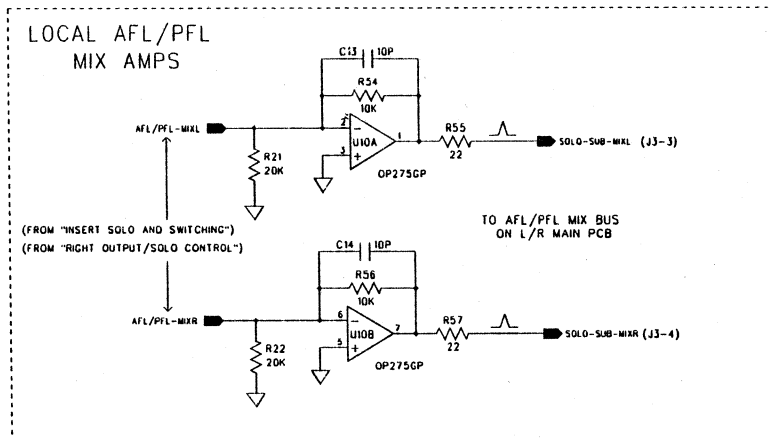 LOCAL AFL/PFL
MIX AMPS
C13 10P
R54
10K
AFL/PFL-MIXL
2 -
U10A
1
3 +
OP275GP
R55
22
SOLO-SUB-MIXL (J3-3)
R21
20K
(FROM "INSERT SOLO AND SWITCHING")
(FROM "RIGHT OUTPUT/SOLO CONTROL")
TO AFL/PFL MIX BUS
ON L/R MAIN PCB
C14 10P
R56
10K
AFL/PFL-MIXR
6 -
U10B
7
5 +
OP275GP
R57
22
SOLO-SUB-MIXR (J3-4)
R22
20K